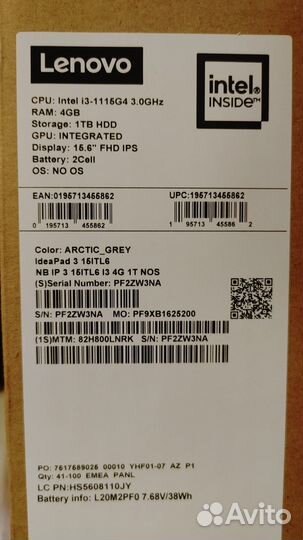 Lenovo
intel.
INSIDE™
CPU: Intel i3-1115G4 3.0GHz
RAM: 4GB
Storage: 1TB HDD
GPU: INTEGRATED
Display: 15.6" FHD IPS
Battery: 2Cell
OS: NO OS
EAN:0195713455862 UPC:195713455862
0 195713 455862 1 95713 45586 2
Color: ARCTIC_GREY
IdeaPad 3 15ITL6
NB IP 3 15ITL6 I3 4G 1T NOS
(S)Serial Number: PF2ZW3NA
S/N: PF2ZW3NA MO: PF9XB1625200
(1S)MTM: 82H800LNRK S/N: PF2ZW3NA
PO: 7517589025 00010 YHF01-07 AZ P1
Qty: 41-100 EMEA PANL
LC PN:HS5608110JY
Battery info: L20M2PF0 7.68V/38Wh
Avito